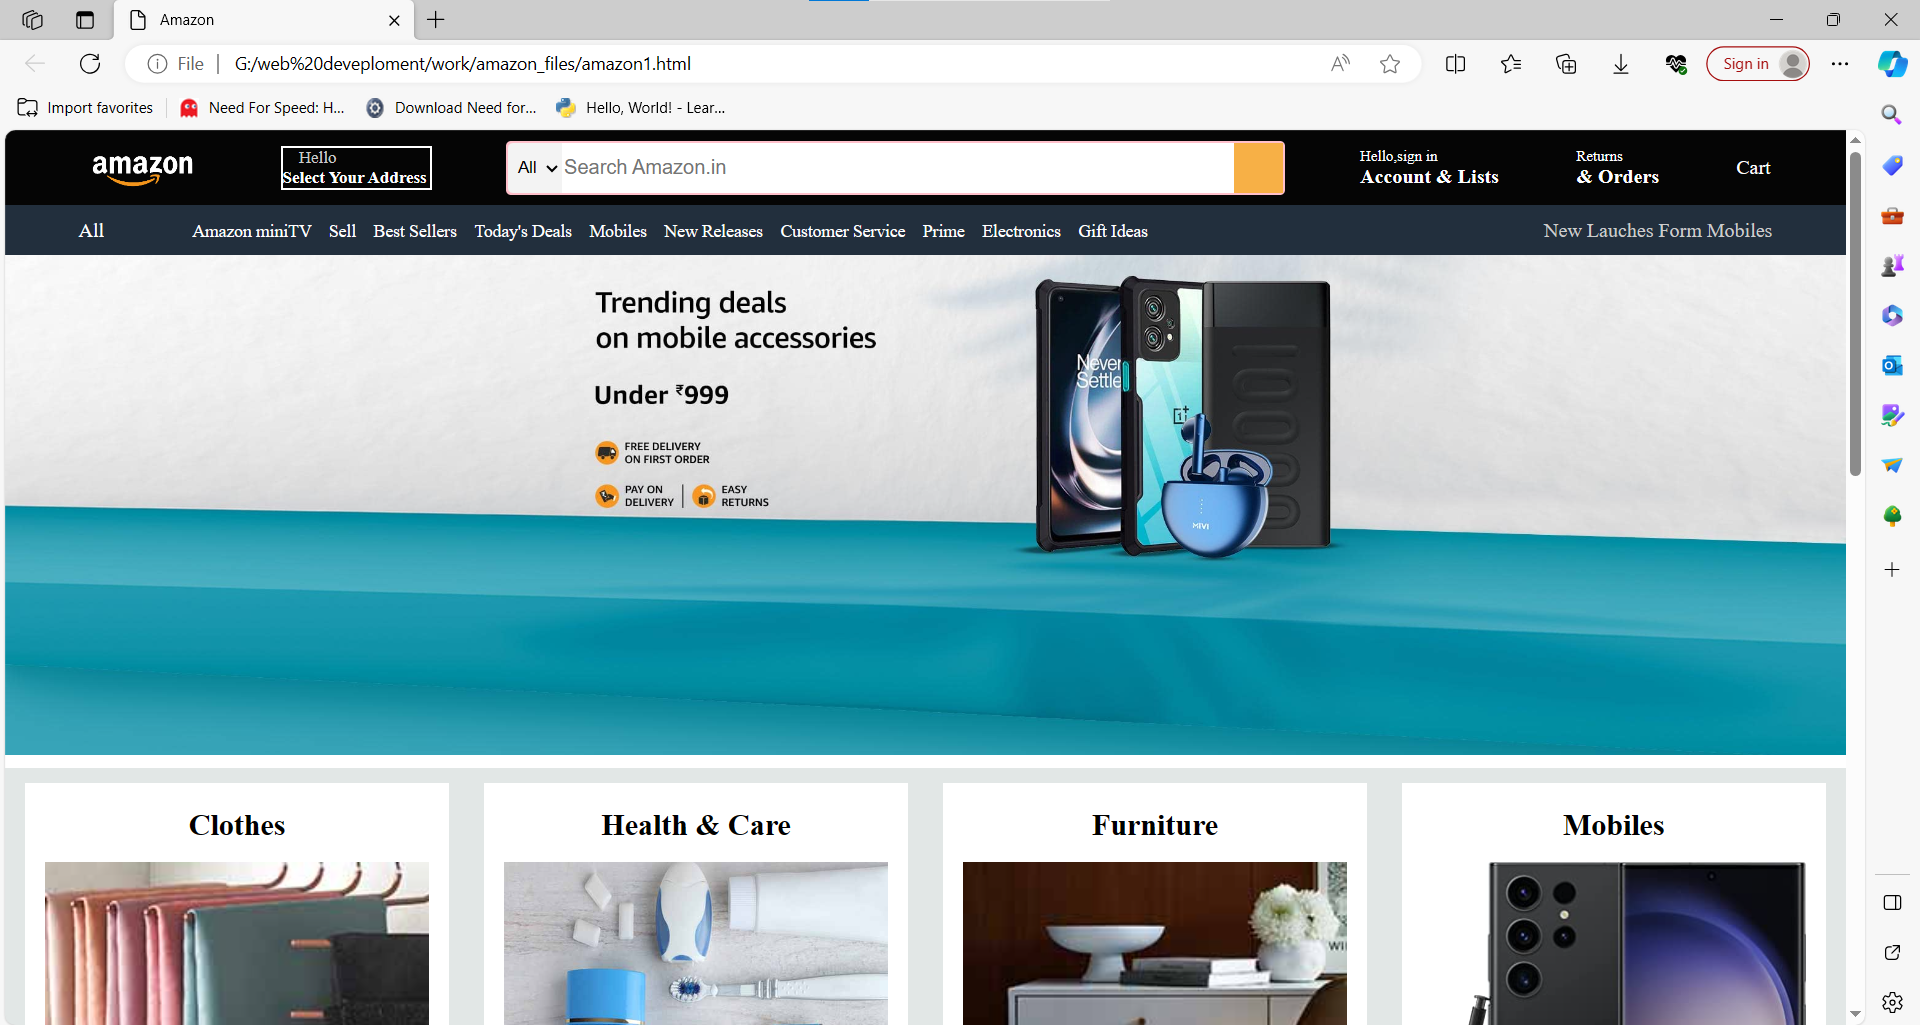 Amazon
File
G:/web%20deveploment/work/amazon_files/amazon1.html
Sign in
Import favorites
Need For Speed: H...
Download Need for...
Hello, World! - Lear...
amazon
Hello
Select Your Address
All
Search Amazon.in
Hello,sign in
Account & Lists
Returns
& Orders
Cart
All
Amazon miniTV
Sell
Best Sellers
Today's Deals
Mobiles
New Releases
Customer Service
Prime
Electronics
Gift Ideas
New Lauches Form Mobiles
Trending deals
on mobile accessories
Under ₹999
FREE DELIVERY
ON FIRST ORDER
PAY ON
DELIVERY
EASY
RETURNS
Never
Settle
10000
MIVI
Clothes
Health & Care
Furniture
Mobiles